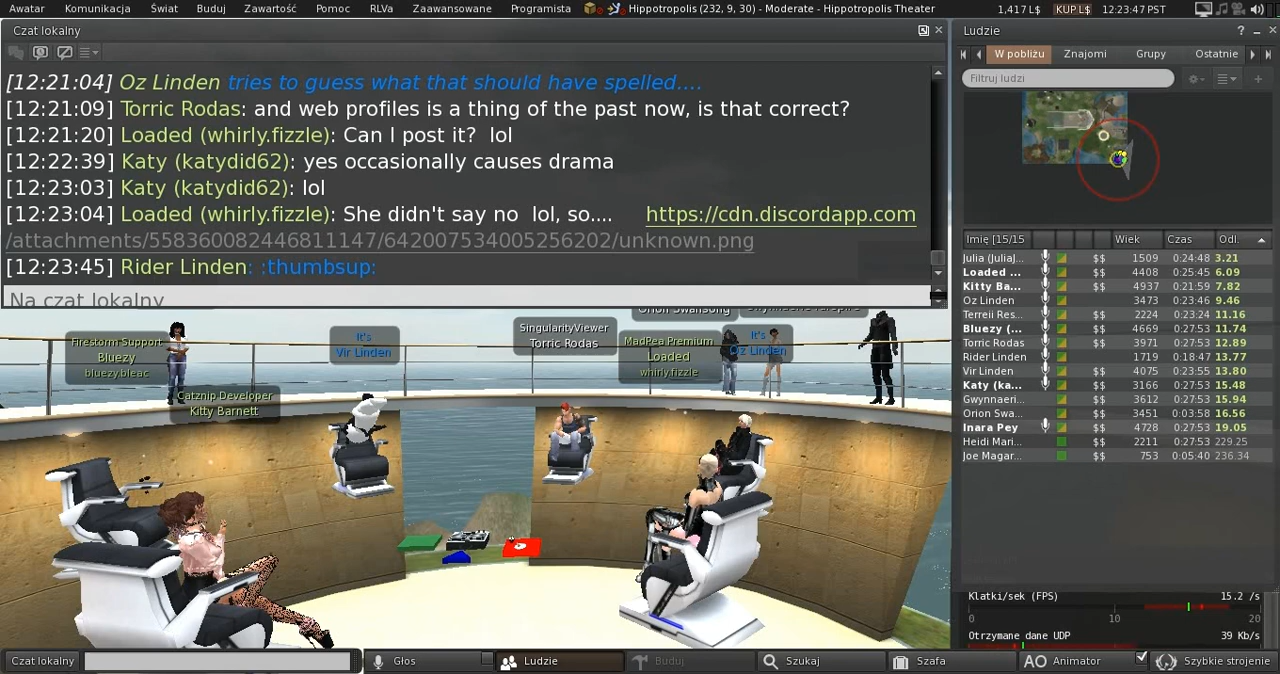 Awatar Komunikacja Świat Buduj Zawartość Pomoc RLVa Zaawansowane Programista Hippotropolis (232, 9, 30) - Moderate - Hippotropolis Theater 1,417 L$ KUP L$ 12:23:47 PST
Czat lokalny
[12:21:04] Oz Linden tries to guess what that should have spelled....
[12:21:09] Torric Rodas: and web profiles is a thing of the past now, is that correct?
[12:21:20] Loaded (whirly.fizzle): Can I post it? lol
[12:22:39] Katy (katydid62): yes occasionally causes drama
[12:23:03] Katy (katydid62): lol
[12:23:04] Loaded (whirly.fizzle): She didn't say no lol, so.... https://cdn.discordapp.com
/attachments/558360082446811147/642007534005256202/unknown.png
[12:23:45] Rider Linden: :thumbsup:
Na czat lokalny
Ludzie
W pobliżu Znajomi Grupy Ostatnie
Filtruj ludzi
Imię [15/15 Wiek Czas Odl.
Julia (JuliaJ... $$ 1509 0:24:48 3.21
Loaded ... $$ 4408 0:25:45 6.09
Kitty Ba... $$ 4937 0:21:59 7.82
Oz Linden 3473 0:23:46 9.46
Terreii Res... $$ 2224 0:23:24 11.16
Bluezy (... $$ 4669 0:27:53 11.74
Torric Rodas $$ 3971 0:27:53 12.89
Rider Linden 1719 0:18:47 13.77
Vir Linden $$ 4075 0:23:55 13.80
Katy (ka... $$ 3166 0:27:53 15.48
Gwynnaeri... $$ 3612 0:27:53 15.94
Orion Swa... $$ 3451 0:03:58 16.56
Inara Pey $$ 4728 0:27:53 19.05
Heidi Mari... $$ 2211 0:27:53 229.25
Joe Magar... $$ 753 0:05:40 236.34
Orion Swansong
Firestorm Support
Bluezy
bluezy.bleac
It's
Vir Linden
SingularityViewer
Torric Rodas
MadPea Premium
Loaded
whirly.fizzle
It's
Oz Linden
Catznip Developer
Kitty Barnett
Klatki/sek (FPS) 15.2 /s
0 10 20
Otrzymane dane UDP 39 Kb/s
Czat lokalny Głos Ludzie Buduj Szukaj Szafa AO Animator Szybkie strojenie